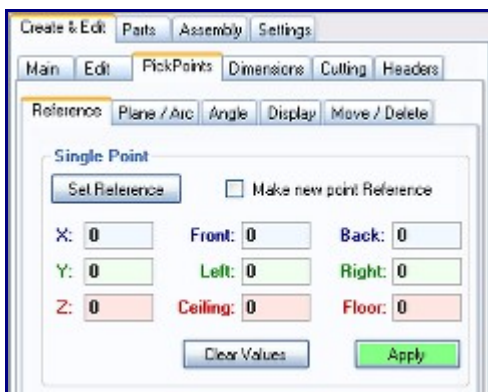 Create & Edit Parts Assembly Settings
Main Edit PickPoints Dimensions Cutting Headers
Reference Plane / Arc Angle Display Move / Delete
Single Point
Set Reference Make new point Reference
X: 0 Front: 0 Back: 0
Y: 0 Left: 0 Right: 0
Z: 0 Ceiling: 0 Floor: 0
Clear Values Apply